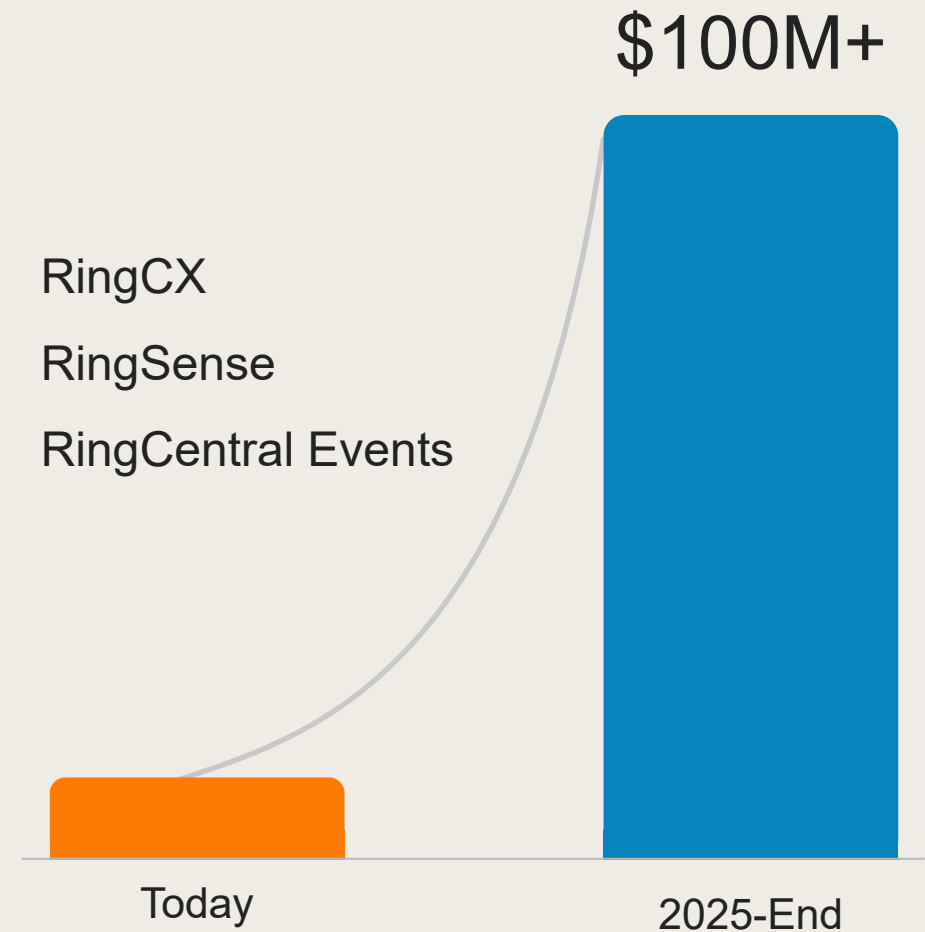 $100M+
RingCX
RingSense
RingCentral Events
Today
2025-End